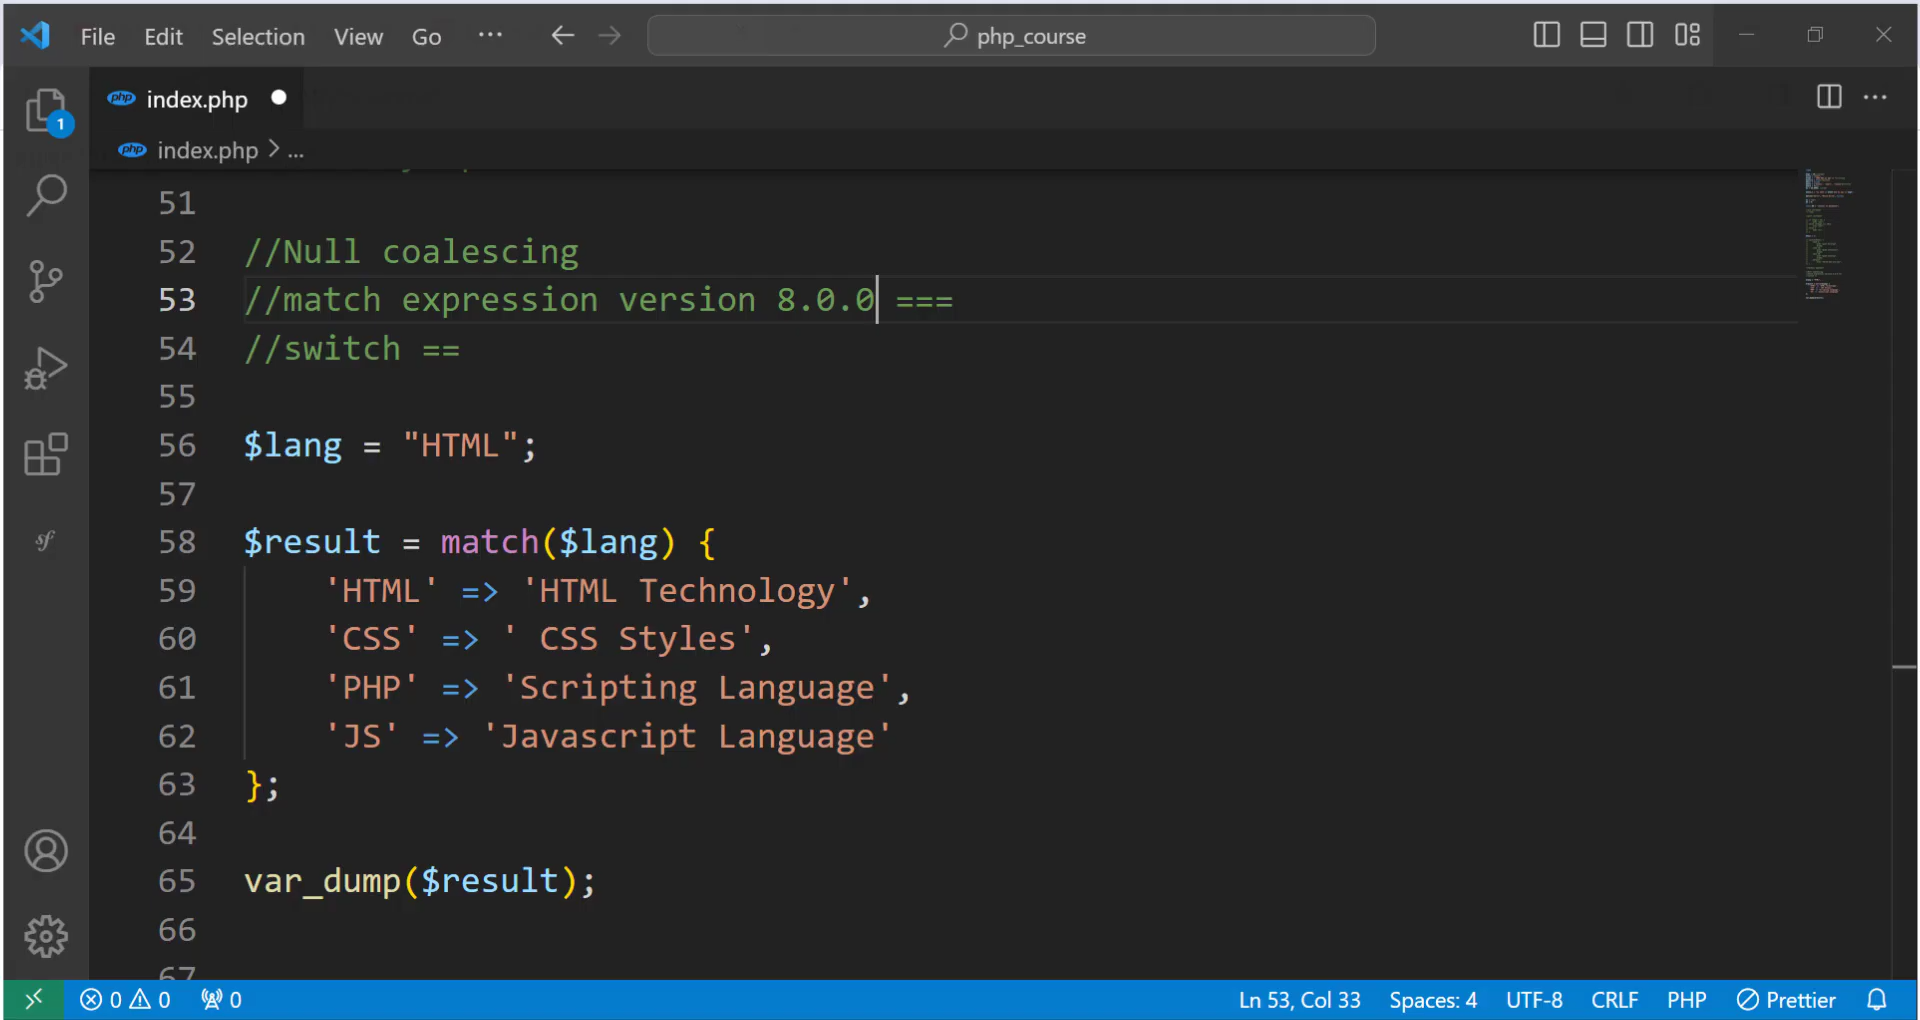 File Edit Selection View Go ... php_course
index.php
1
index.php > ...
51
52 //Null coalescing
53 //match expression version 8.0.0 ===
54 //switch ==
55
56 $lang = "HTML";
57
58 $result = match($lang) {
59 'HTML' => 'HTML Technology',
60 'CSS' => ' CSS Styles',
61 'PHP' => 'Scripting Language',
62 'JS' => 'Javascript Language'
63 };
64
65 var_dump($result);
66
67
0 0 0 Ln 53, Col 33 Spaces: 4 UTF-8 CRLF PHP Prettier